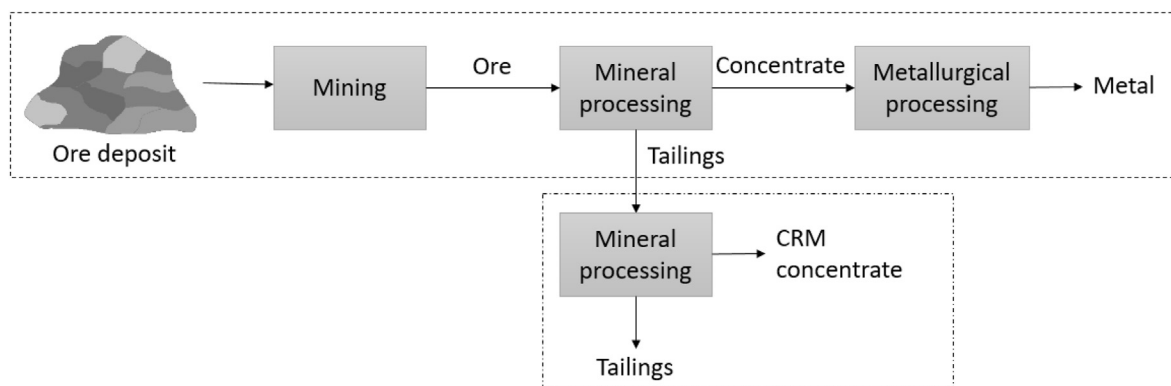 Ore deposit
Mining
Ore
Mineral
processing
Concentrate
Metallurgical
processing
Metal
Tailings
Mineral
processing
CRM
concentrate
Tailings